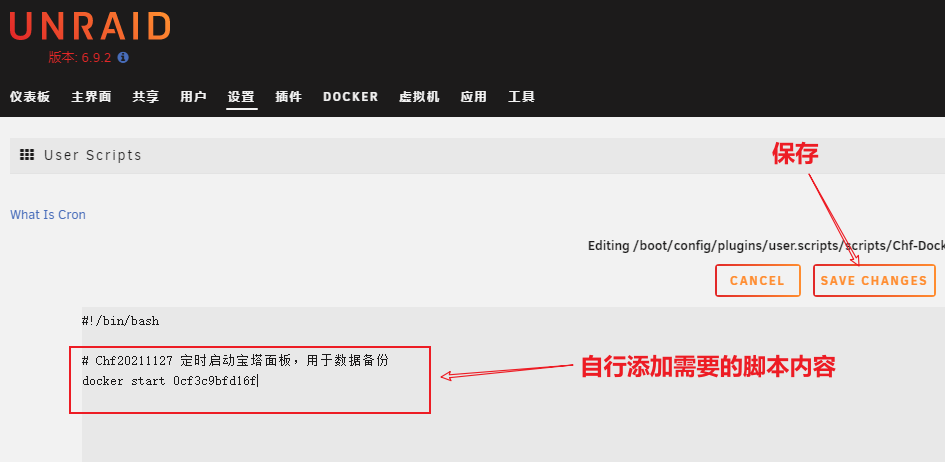 UNRAID
版本: 6.9.2
仪表板 主界面 共享 用户 设置 插件 DOCKER 虚拟机 应用 工具
User Scripts
保存
What Is Cron
Editing /boot/config/plugins/user.scripts/scripts/Chf-Dock
CANCEL SAVE CHANGES
#!/bin/bash
# Chf20211127 定时启动宝塔面板，用于数据备份
docker start 0cf3c9bfd16f
自行添加需要的脚本内容